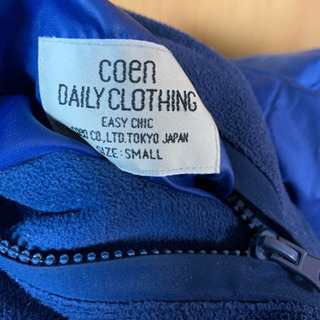 coen
DAILY CLOTHING
EASY CHIC
CO.,LTD.TOKYO JAPAN
SIZE:SMALL